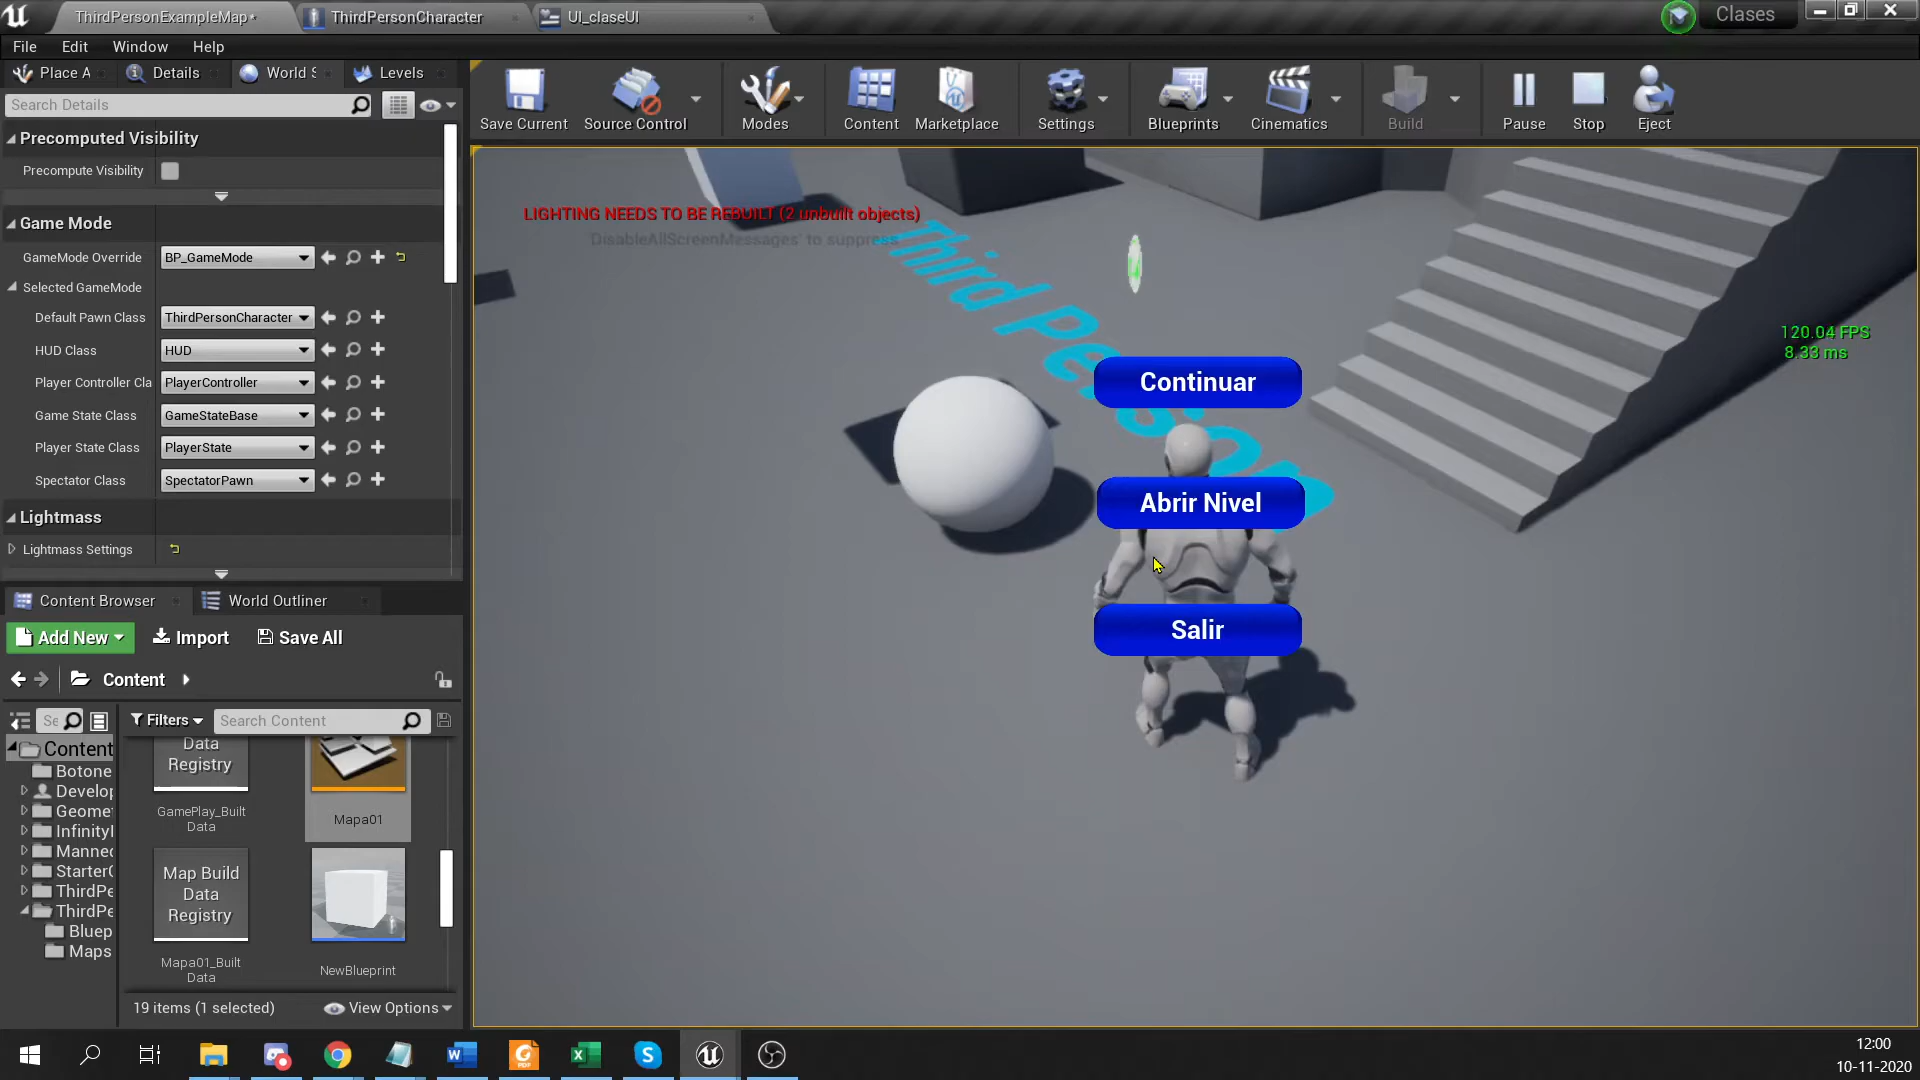 ThirdPersonExampleMap*
ThirdPersonCharacter
UI_claseUI
Clases
File Edit Window Help
Place A
Details
World S
Levels
Search Details
Save Current
Source Control
Modes
Content
Marketplace
Settings
Blueprints
Cinematics
Build
Pause
Stop
Eject
Precomputed Visibility
Precompute Visibility
Game Mode
GameMode Override BP_GameMode
Selected GameMode
Default Pawn Class ThirdPersonCharacter
HUD Class HUD
Player Controller Cla PlayerController
Game State Class GameStateBase
Player State Class PlayerState
Spectator Class SpectatorPawn
Lightmass
Lightmass Settings
LIGHTING NEEDS TO BE REBUILT (2 unbuilt objects)
'DisableAllScreenMessages' to suppress
Third Person
120.04 FPS
8.33 ms
Continuar
Abrir Nivel
Salir
Content Browser
World Outliner
Add New
Import
Save All
Content
Se
Filters
Search Content
Content
Botone
Develop
Geome
InfinityI
Manne
Starter
ThirdPe
ThirdPe
Bluep
Maps
Data
Registry
GamePlay_Built
Data
Mapa01
Map Build
Data
Registry
Mapa01_Built
Data
NewBlueprint
19 items (1 selected)
View Options
12:00
10-11-2020